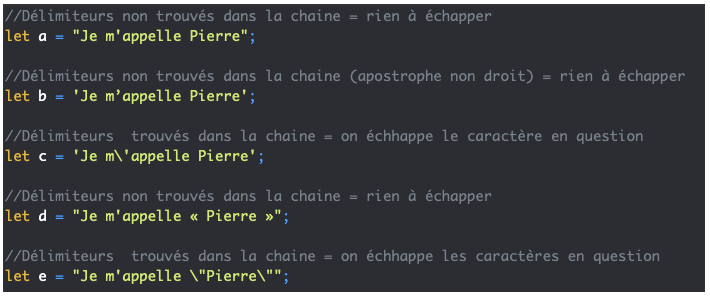 //Délimiteurs non trouvés dans la chaine = rien à échapper
let a = "Je m'appelle Pierre";
//Délimiteurs non trouvés dans la chaine (apostrophe non droit) = rien à échapper
let b = 'Je m’appelle Pierre';
//Délimiteurs  trouvés dans la chaine = on échhappe le caractère en question
let c = 'Je m\'appelle Pierre';
//Délimiteurs non trouvés dans la chaine = rien à échapper
let d = "Je m'appelle « Pierre »";
//Délimiteurs  trouvés dans la chaine = on échhappe les caractères en question
let e = "Je m'appelle \"Pierre\"";